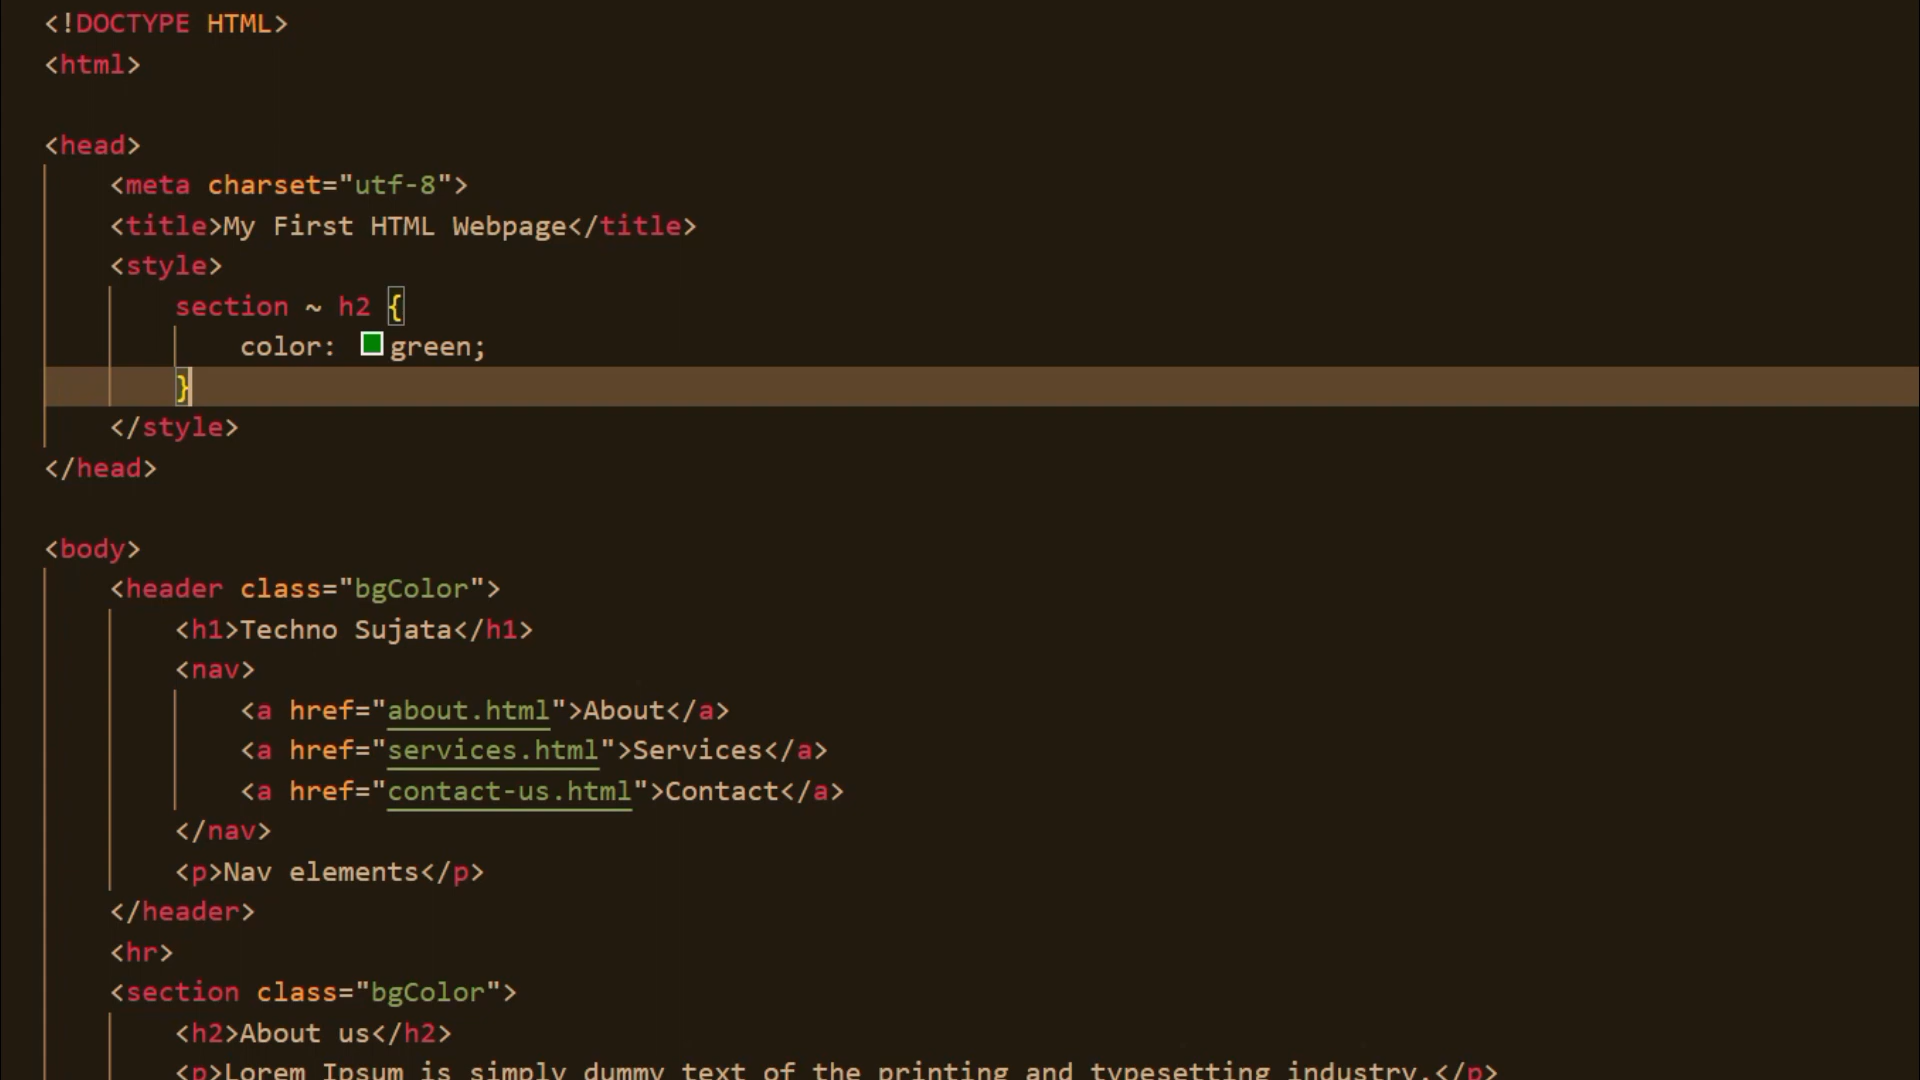 <!DOCTYPE HTML>
<html>
<head>
<meta charset="utf-8">
<title>My First HTML Webpage</title>
<style>
section ~ h2 {
color: green;
}
</style>
</head>
<body>
<header class="bgColor">
<h1>Techno Sujata</h1>
<nav>
<a href="about.html">About</a>
<a href="services.html">Services</a>
<a href="contact-us.html">Contact</a>
</nav>
<p>Nav elements</p>
</header>
<hr>
<section class="bgColor">
<h2>About us</h2>
<p>Lorem Ipsum is simply dummy text of the printing and typesetting industry.</p>